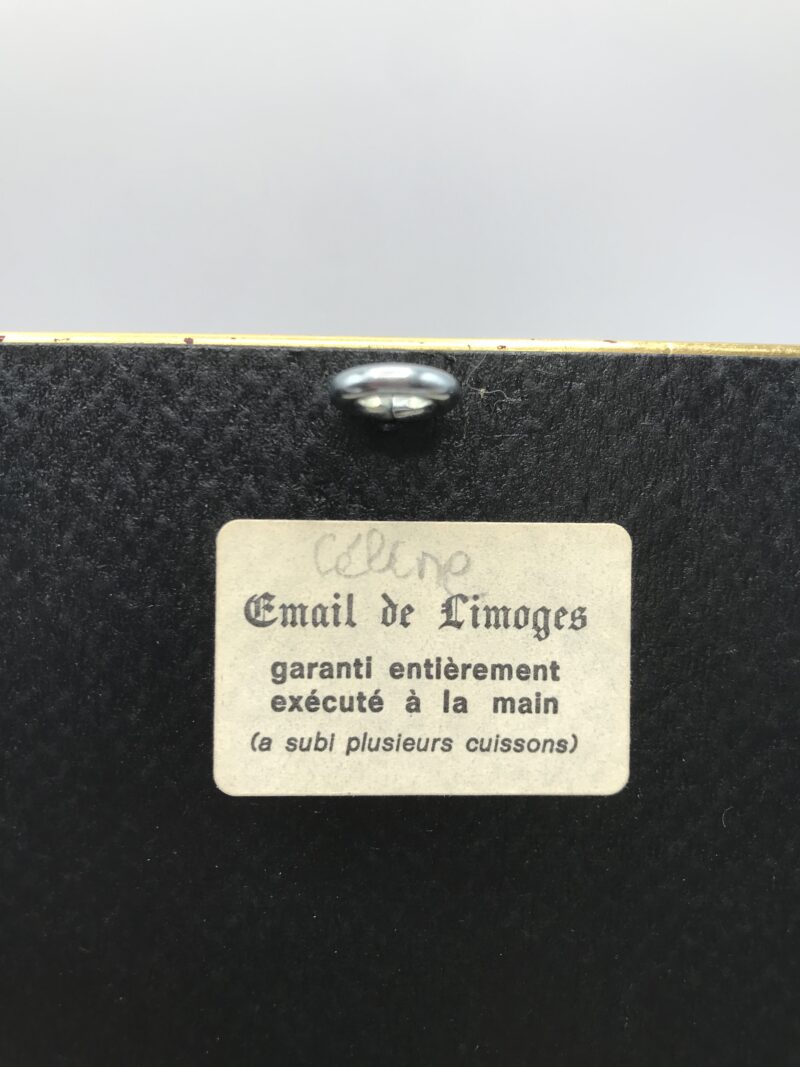 Céline
Email de Limoges
garanti entièrement
exécuté à la main
(a subi plusieurs cuissons)